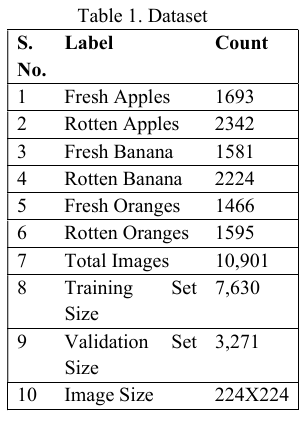 Table 1. Dataset
S. Label Count
No.
1 Fresh Apples 1693
2 Rotten Apples 2342
3 Fresh Banana 1581
4 Rotten Banana 2224
5 Fresh Oranges 1466
6 Rotten Oranges 1595
7 Total Images 10,901
8 Training Set 7,630
Size
9 Validation Set 3,271
Size
10 Image Size 224X224